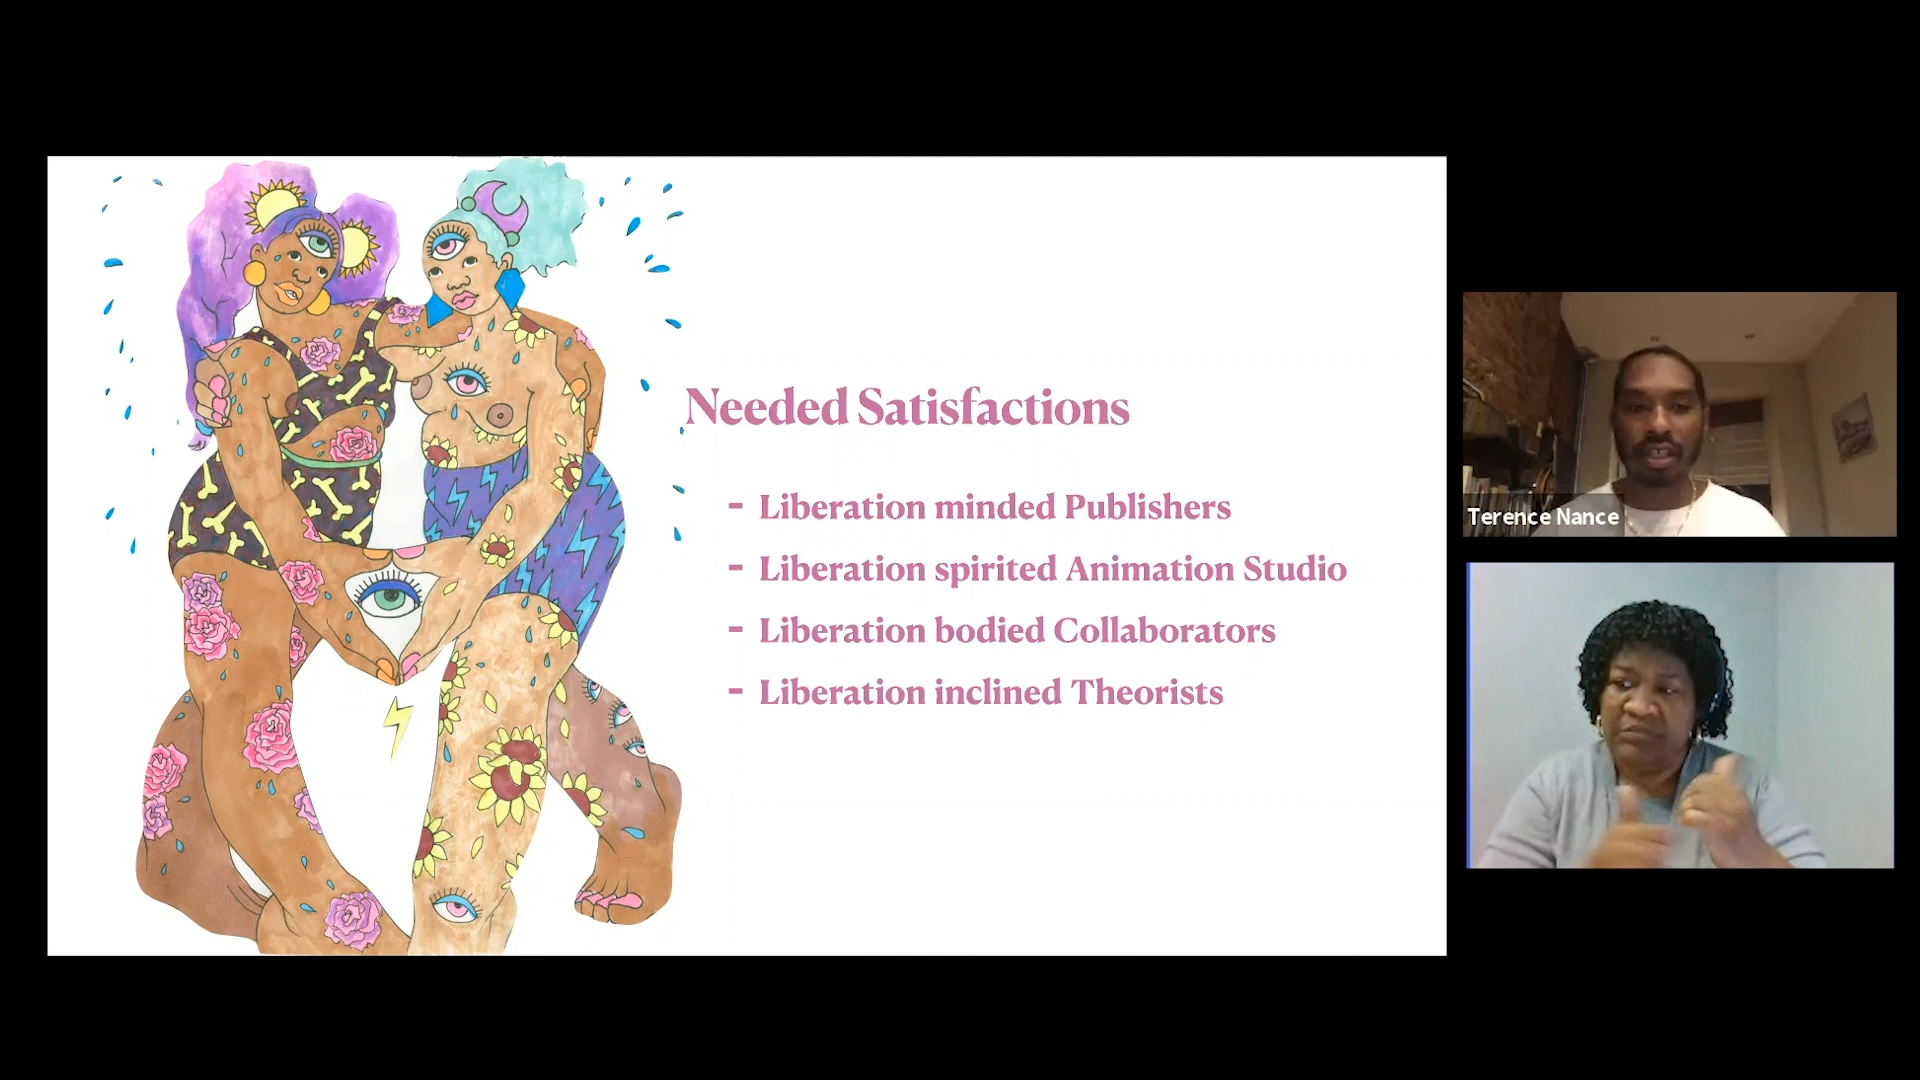 Needed Satisfactions
- Liberation minded Publishers
- Liberation spirited Animation Studio
- Liberation bodied Collaborators
- Liberation inclined Theorists
Terence Nance